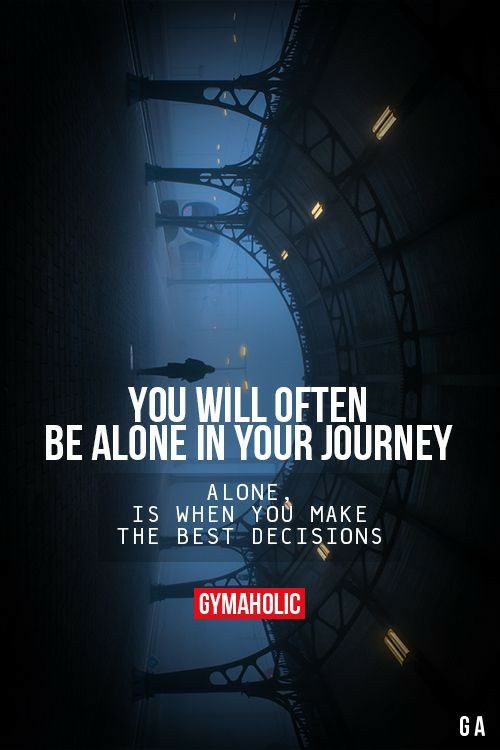 YOU WILL OFTEN
BE ALONE IN YOUR JOURNEY
ALONE,
IS WHEN YOU MAKE
THE BEST DECISIONS
GYMAHOLIC
GA